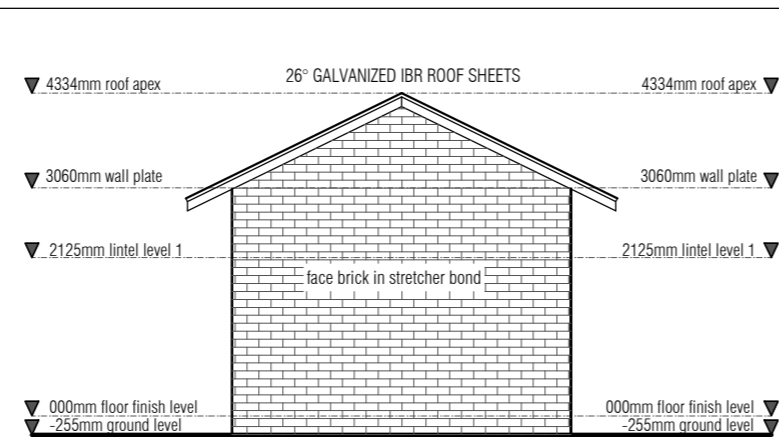 26° GALVANIZED IBR ROOF SHEETS
4334mm roof apex
4334mm roof apex
3060mm wall plate
3060mm wall plate
2125mm lintel level 1
2125mm lintel level 1
face brick in stretcher bond
000mm floor finish level
000mm floor finish level
-255mm ground level
-255mm ground level